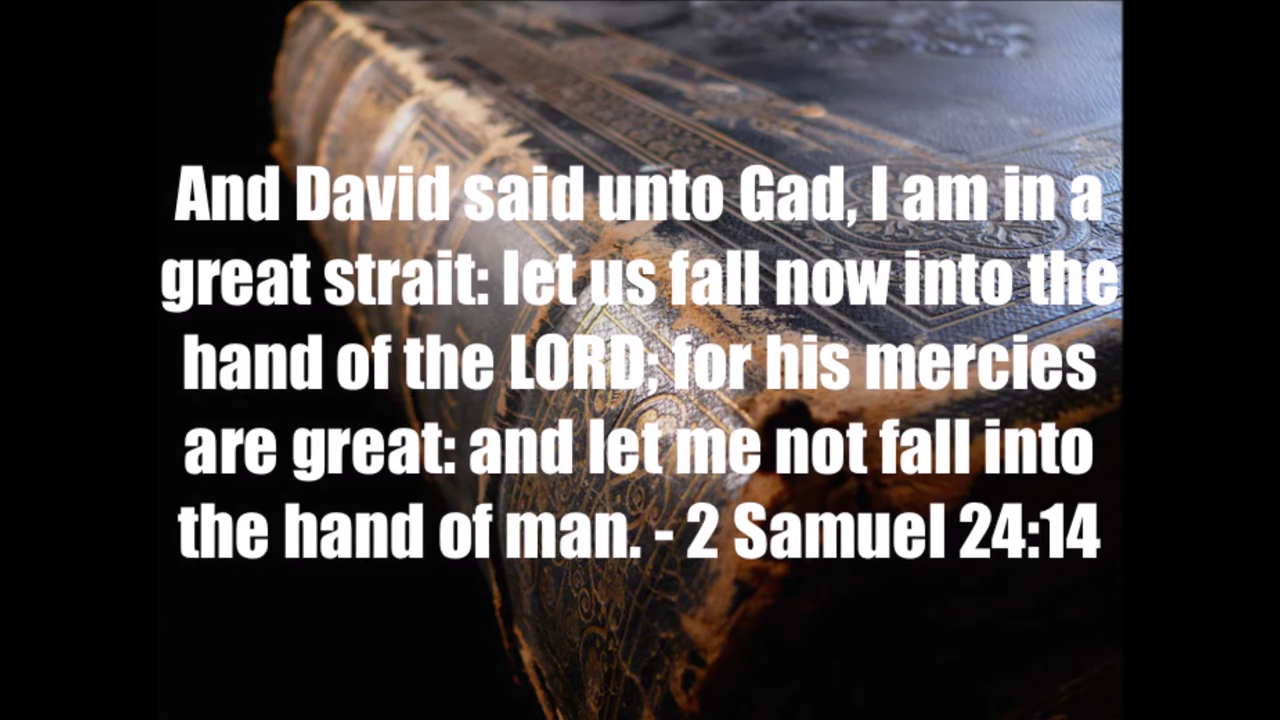 And David said unto Gad, I am in a
great strait: let us fall now into the
hand of the LORD; for his mercies
are great: and let me not fall into
the hand of man. - 2 Samuel 24:14